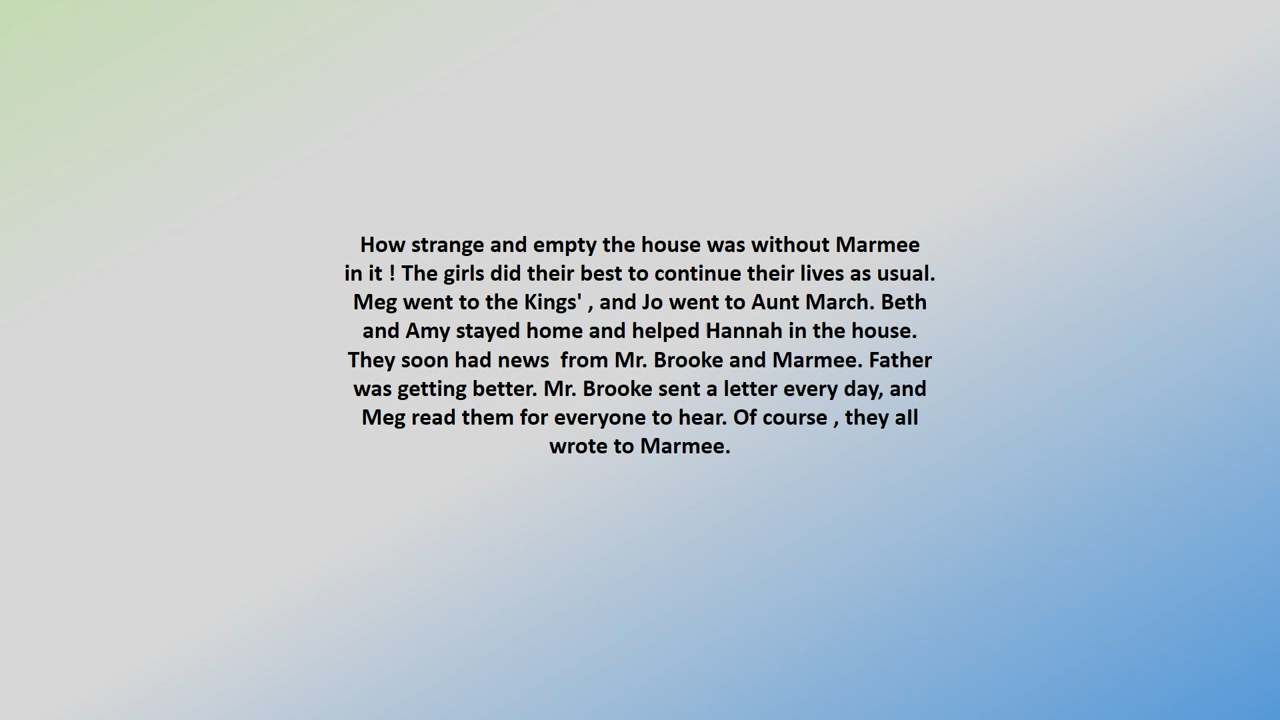 How strange and empty the house was without Marmee
in it ! The girls did their best to continue their lives as usual.
Meg went to the Kings' , and Jo went to Aunt March. Beth
and Amy stayed home and helped Hannah in the house.
They soon had news  from Mr. Brooke and Marmee. Father
was getting better. Mr. Brooke sent a letter every day, and
Meg read them for everyone to hear. Of course , they all
wrote to Marmee.